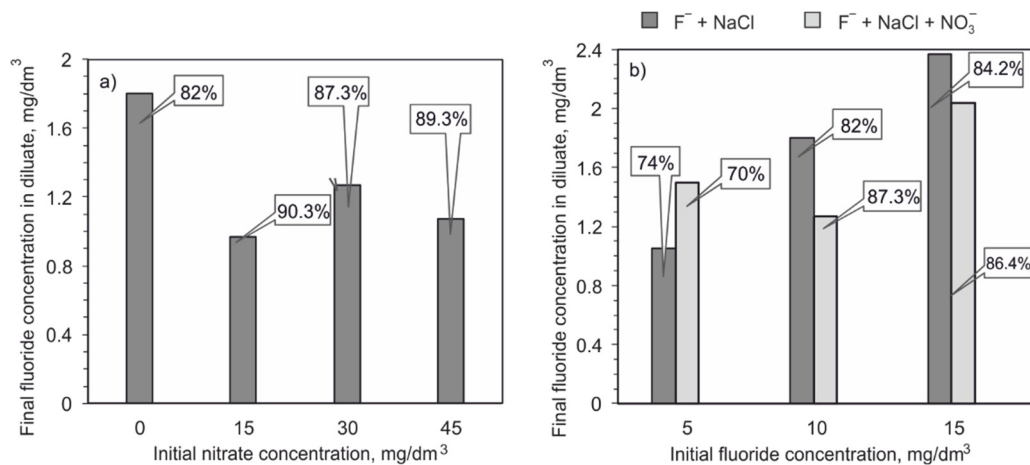 F⁻ + NaCl
F⁻ + NaCl + NO₃⁻
a)
Final fluoride concentration in diluate, mg/dm³
2
1.6
1.2
0.8
0.4
0
82%
90.3%
87.3%
89.3%
0 15 30 45
Initial nitrate concentration, mg/dm³
b)
Final fluoride concentration in diluate, mg/dm³
2.4
2
1.6
1.2
0.8
0.4
0
74%
70%
82%
87.3%
84.2%
86.4%
5 10 15
Initial fluoride concentration, mg/dm³